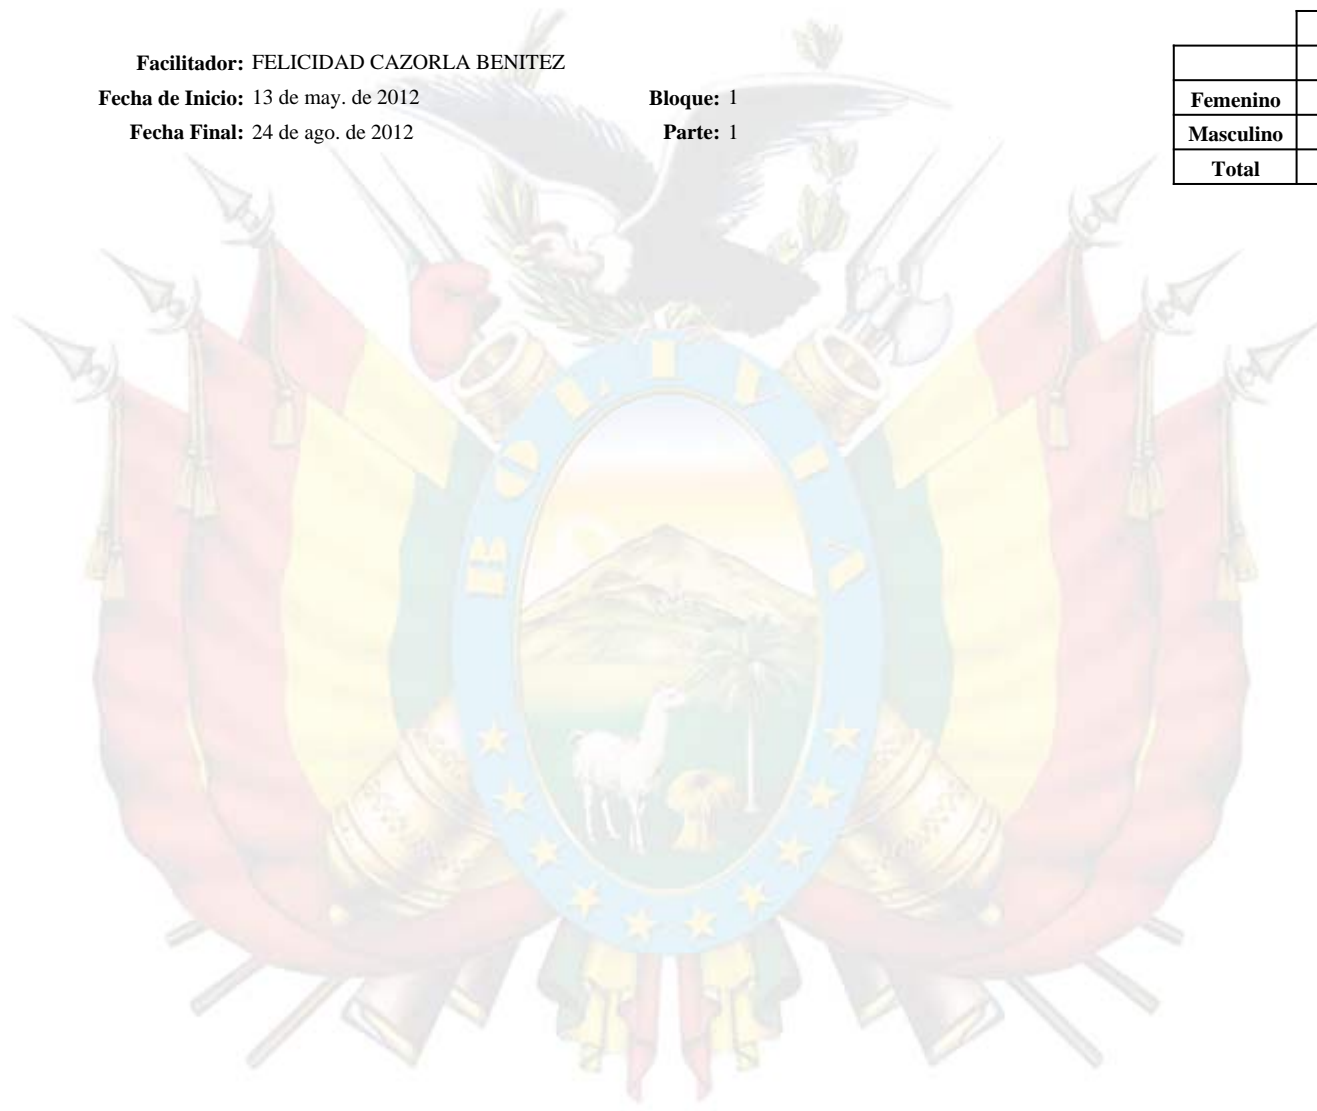 Facilitador: FELICIDAD CAZORLA BENITEZ
Fecha de Inicio: 13 de may. de 2012 Bloque: 1
Fecha Final: 24 de ago. de 2012 Parte: 1
Femenino
Masculino
Total
BOLIVIA